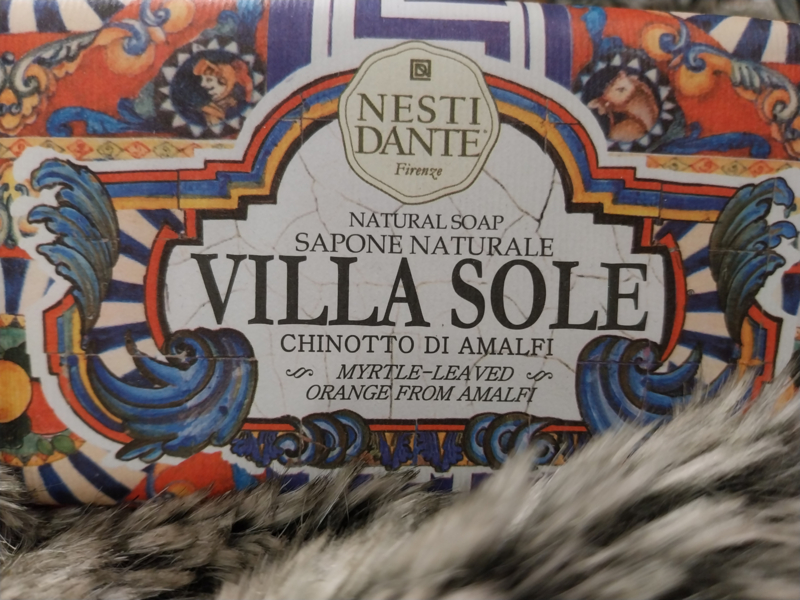 NESTI
DANTE
Firenze
NATURAL SOAP
SAPONE NATURALE
VILLA SOLE
CHINOTTO DI AMALFI
MYRTLE-LEAVED
ORANGE FROM AMALFI